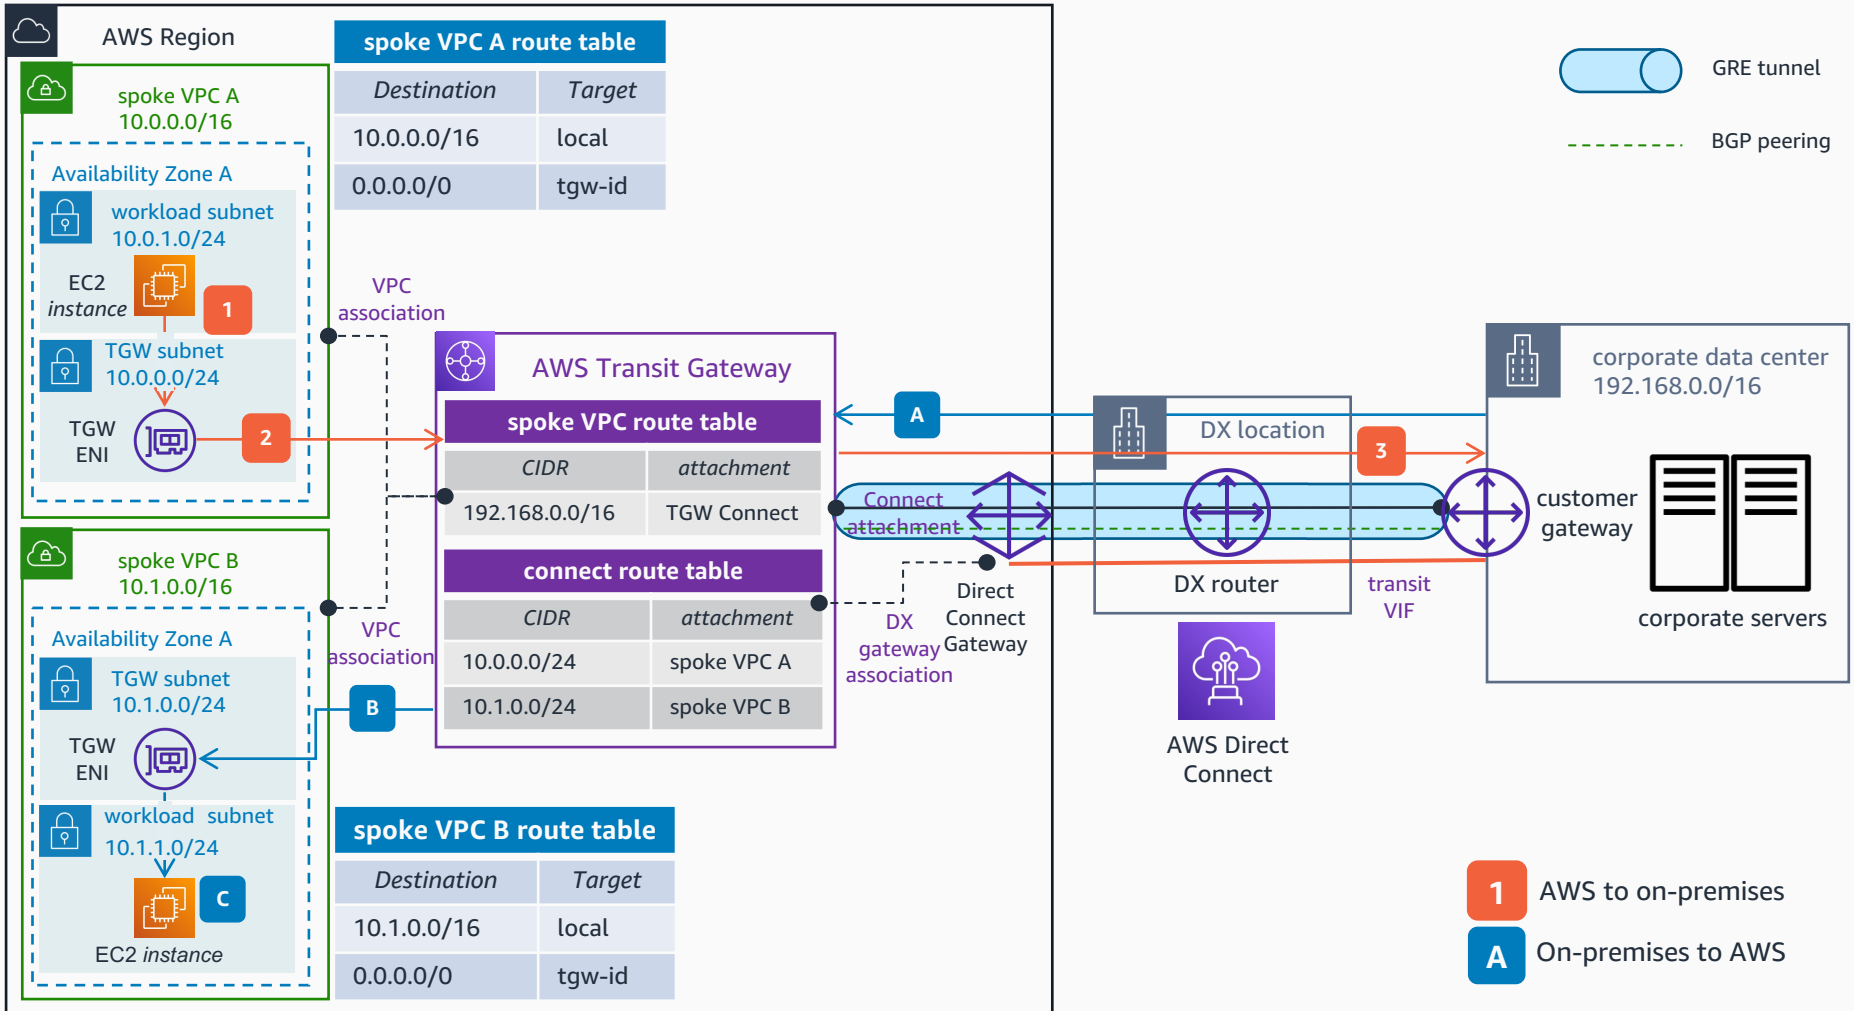 AWS Region
spoke VPC A
10.0.0.0/16
Availability Zone A
workload subnet
10.0.1.0/24
EC2
instance
1
TGW subnet
10.0.0.0/24
TGW
ENI
2
spoke VPC A route table
Destination Target
10.0.0.0/16 local
0.0.0.0/0 tgw-id
VPC
association
spoke VPC B
10.1.0.0/16
Availability Zone A
TGW subnet
10.1.0.0/24
TGW
ENI
workload subnet
10.1.1.0/24
C
EC2 instance
VPC
association
B
AWS Transit Gateway
spoke VPC route table
CIDR attachment
192.168.0.0/16 TGW Connect
connect route table
CIDR attachment
10.0.0.0/24 spoke VPC A
10.1.0.0/24 spoke VPC B
spoke VPC B route table
Destination Target
10.1.0.0/16 local
0.0.0.0/0 tgw-id
A
Connect
attachment
DX
gateway
association
Direct
Connect
Gateway
DX location
3
DX router
transit
VIF
AWS Direct
Connect
GRE tunnel
BGP peering
corporate data center
192.168.0.0/16
customer
gateway
corporate servers
1 AWS to on-premises
A On-premises to AWS